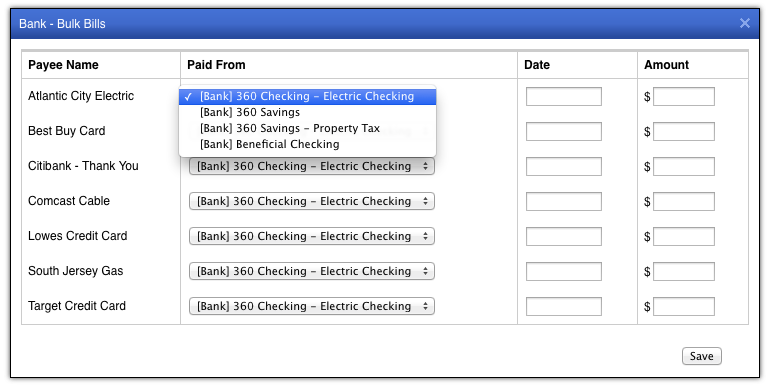 Bank - Bulk Bills
Payee Name Paid From Date Amount
Atlantic City Electric ✓ [Bank] 360 Checking – Electric Checking $
[Bank] 360 Savings
Best Buy Card [Bank] 360 Savings – Property Tax $
[Bank] Beneficial Checking
Citibank - Thank You [Bank] 360 Checking – Electric Checking $
Comcast Cable [Bank] 360 Checking – Electric Checking $
Lowes Credit Card [Bank] 360 Checking – Electric Checking $
South Jersey Gas [Bank] 360 Checking – Electric Checking $
Target Credit Card [Bank] 360 Checking – Electric Checking $
Save